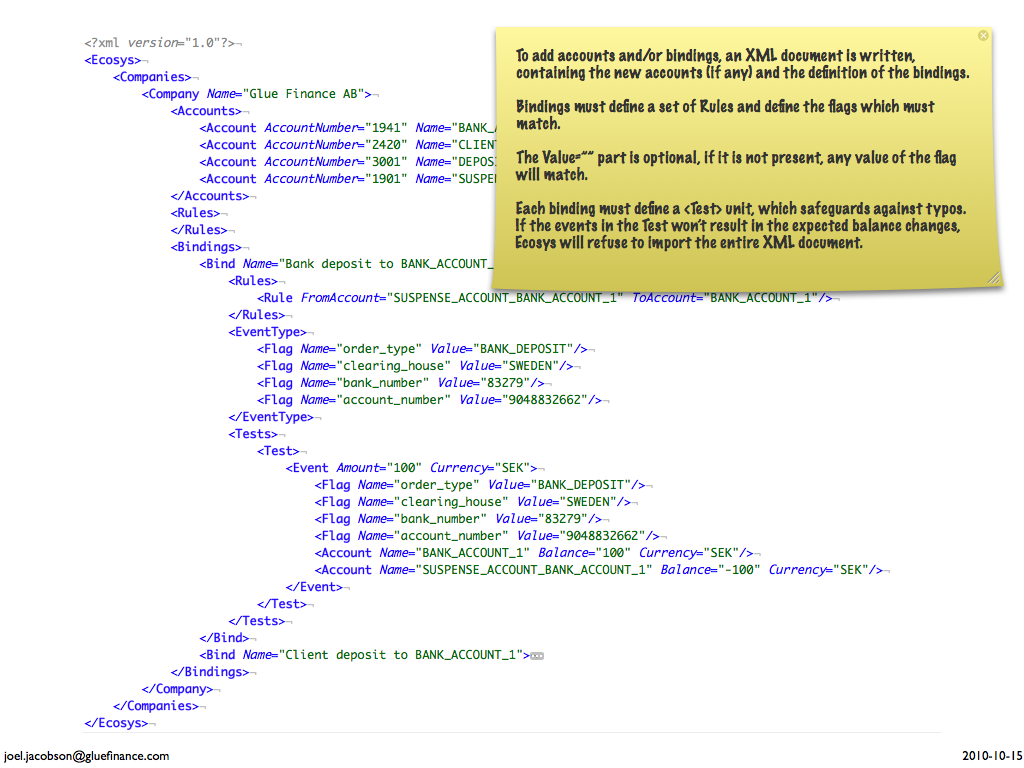 <?xml version="1.0"?>¬
<Ecosys>¬
<Companies>¬
<Company Name="Glue Finance AB">¬
<Accounts>¬
<Account AccountNumber="1941" Name="BANK_
<Account AccountNumber="2420" Name="CLIEN
<Account AccountNumber="3001" Name="DEPOS
<Account AccountNumber="1901" Name="SUSPE
</Accounts>¬
<Rules>¬
</Rules>¬
<Bindings>¬
<Bind Name="Bank deposit to BANK_ACCOUNT_
<Rules>¬
<Rule FromAccount="SUSPENSE_ACCOUNT_BANK_ACCOUNT_1" ToAccount="BANK_ACCOUNT_1"/>¬
</Rules>¬
<EventType>¬
<Flag Name="order_type" Value="BANK_DEPOSIT"/>¬
<Flag Name="clearing_house" Value="SWEDEN"/>¬
<Flag Name="bank_number" Value="83279"/>¬
<Flag Name="account_number" Value="9048832662"/>¬
</EventType>¬
<Tests>¬
<Test>¬
<Event Amount="100" Currency="SEK">¬
<Flag Name="order_type" Value="BANK_DEPOSIT"/>¬
<Flag Name="clearing_house" Value="SWEDEN"/>¬
<Flag Name="bank_number" Value="83279"/>¬
<Flag Name="account_number" Value="9048832662"/>¬
<Account Name="BANK_ACCOUNT_1" Balance="100" Currency="SEK"/>¬
<Account Name="SUSPENSE_ACCOUNT_BANK_ACCOUNT_1" Balance="-100" Currency="SEK"/>¬
</Event>¬
</Test>¬
</Tests>¬
</Bind>¬
<Bind Name="Client deposit to BANK_ACCOUNT_1">
</Bindings>¬
</Company>¬
</Companies>¬
</Ecosys>¬
To add accounts and/or bindings, an XML document is written,
containing the new accounts (if any) and the definition of the bindings.
Bindings must define a set of Rules and define the flags which must
match.
The Value="" part is optional, if it is not present, any value of the flag
will match.
Each binding must define a <Test> unit, which safeguards against typos.
If the events in the Test won't result in the expected balance changes,
Ecosys will refuse to import the entire XML document.
joel.jacobson@gluefinance.com
2010-10-15